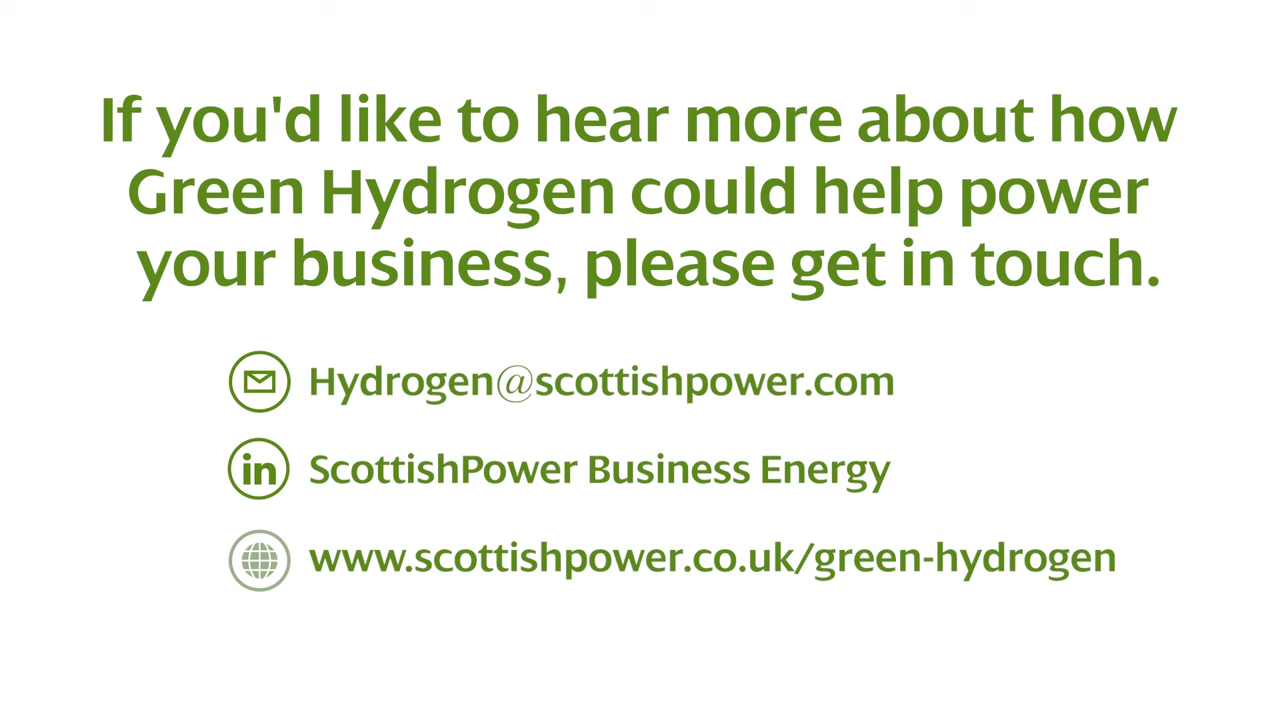 If you'd like to hear more about how
Green Hydrogen could help power
your business, please get in touch.
Hydrogen@scottishpower.com
in ScottishPower Business Energy
www.scottishpower.co.uk/green-hydrogen